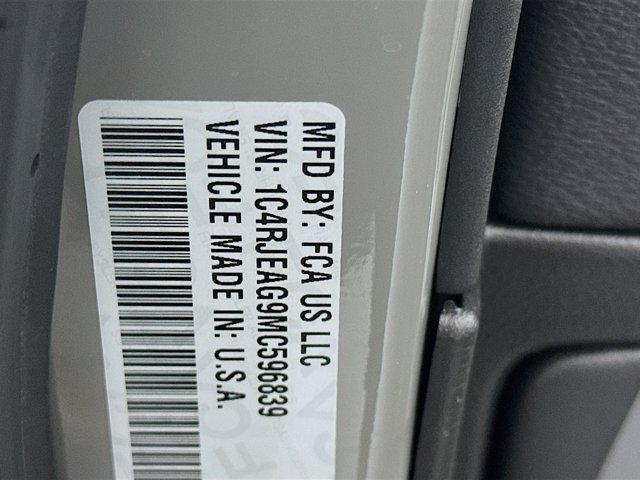 MFD BY: FCA US LLC
VIN: 1C4RJEAG9MC596839
VEHICLE MADE IN: U.S.A.